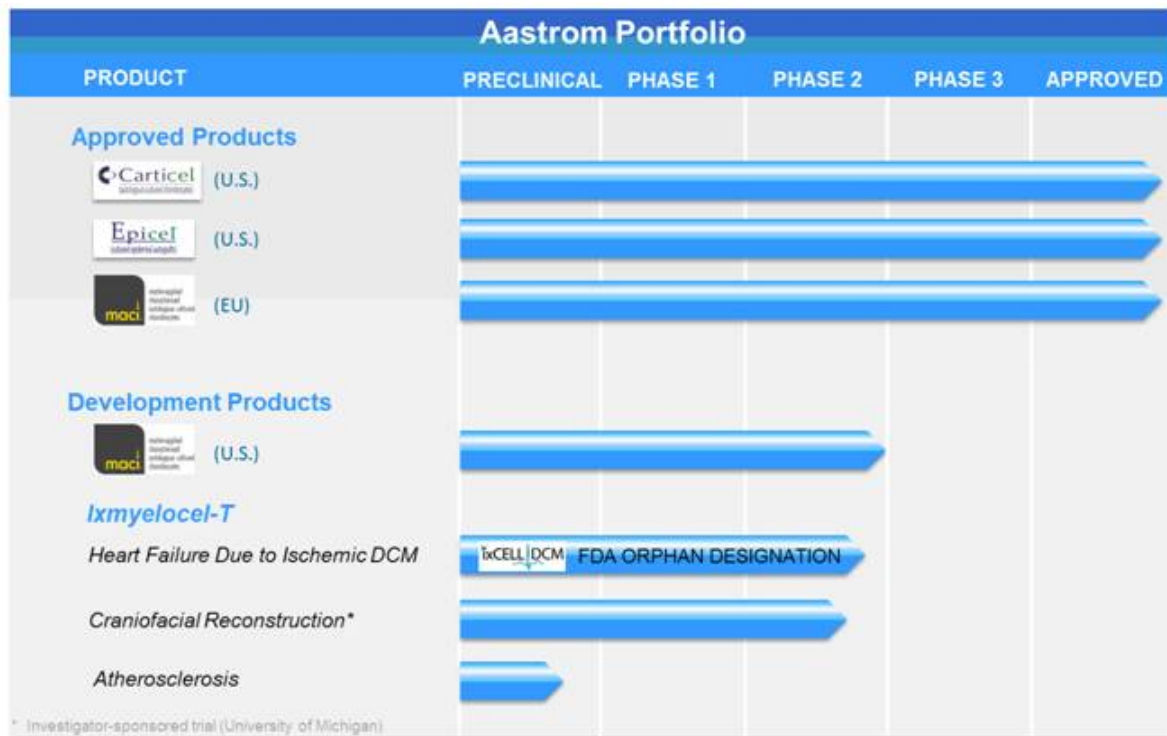 Aastrom Portfolio
PRODUCT PRECLINICAL PHASE 1 PHASE 2 PHASE 3 APPROVED
Approved Products
Carticel (U.S.)
Epicel (U.S.)
maci (EU)
Development Products
maci (U.S.)
Ixmyelocel-T
Heart Failure Due to Ischemic DCM ixCELL DCM FDA ORPHAN DESIGNATION
Craniofacial Reconstruction*
Atherosclerosis
* Investigator-sponsored trial (University of Michigan)